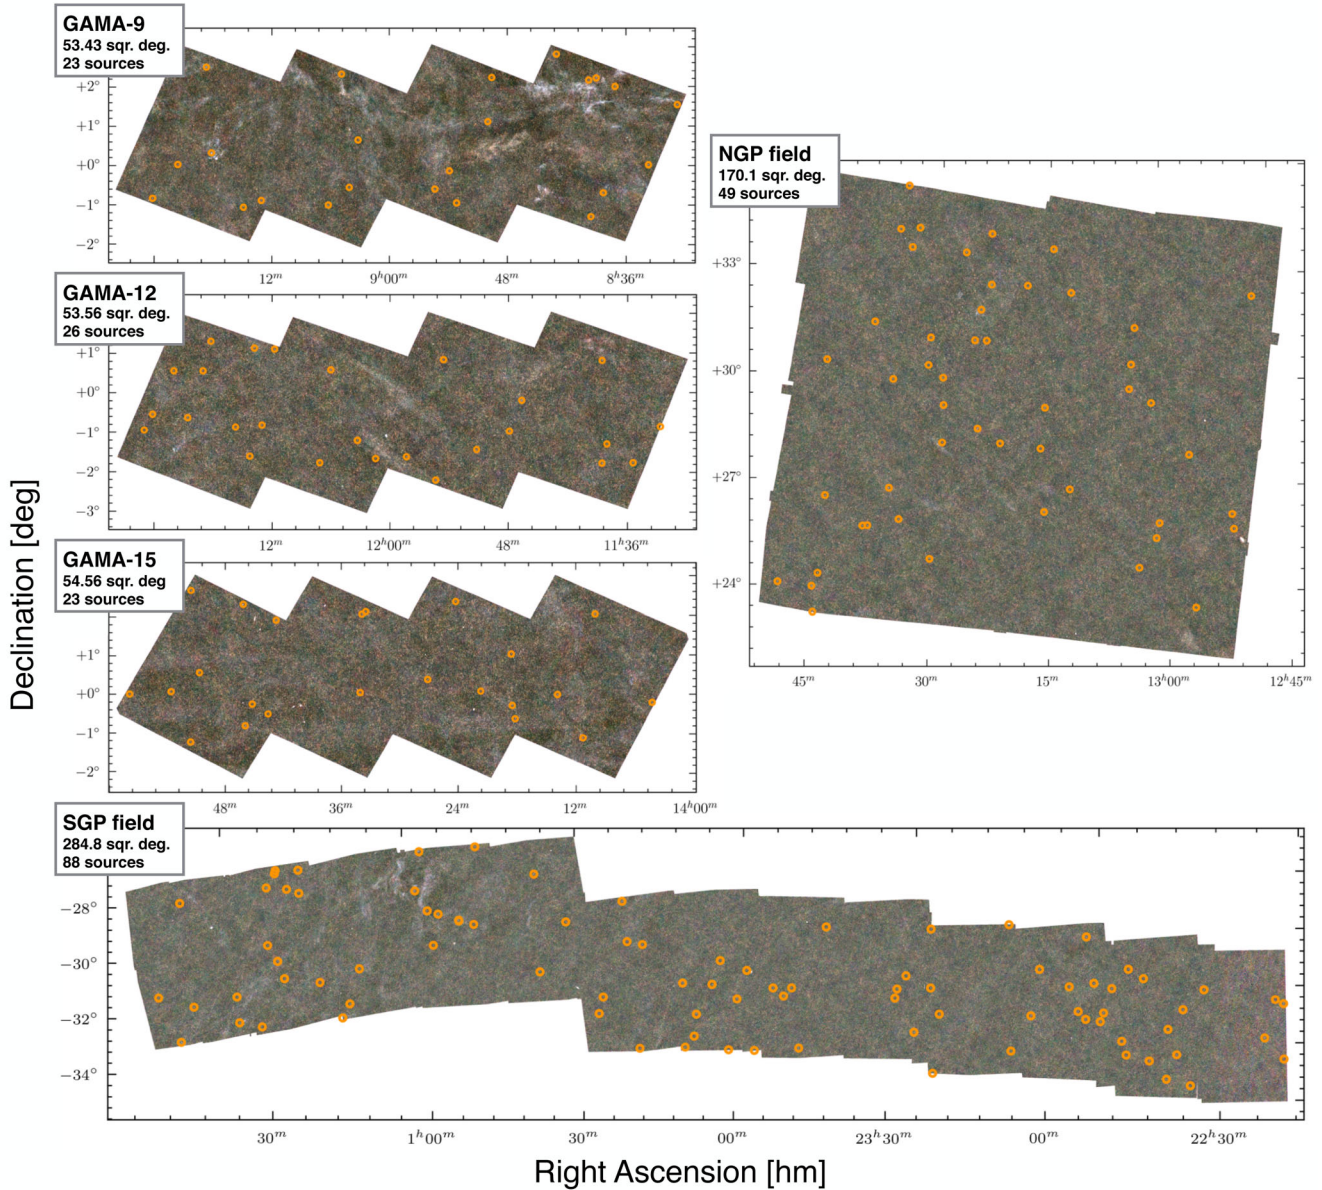 GAMA-9
53.43 sqr. deg.
23 sources
+2°
+1°
+0°
−1°
−2°
12ᵐ
9ʰ00ᵐ
48ᵐ
8ʰ36ᵐ
GAMA-12
53.56 sqr. deg.
26 sources
+1°
+0°
−1°
−2°
−3°
12ᵐ
12ʰ00ᵐ
48ᵐ
11ʰ36ᵐ
GAMA-15
54.56 sqr. deg
23 sources
+1°
+0°
−1°
−2°
48ᵐ
36ᵐ
24ᵐ
12ᵐ
14ʰ00ᵐ
NGP field
170.1 sqr. deg.
49 sources
+33°
+30°
+27°
+24°
45ᵐ
30ᵐ
15ᵐ
13ʰ00ᵐ
12ʰ45ᵐ
SGP field
284.8 sqr. deg.
88 sources
−28°
−30°
−32°
−34°
30ᵐ
1ʰ00ᵐ
30ᵐ
00ᵐ
23ʰ30ᵐ
00ᵐ
22ʰ30ᵐ
Declination [deg]
Right Ascension [hm]